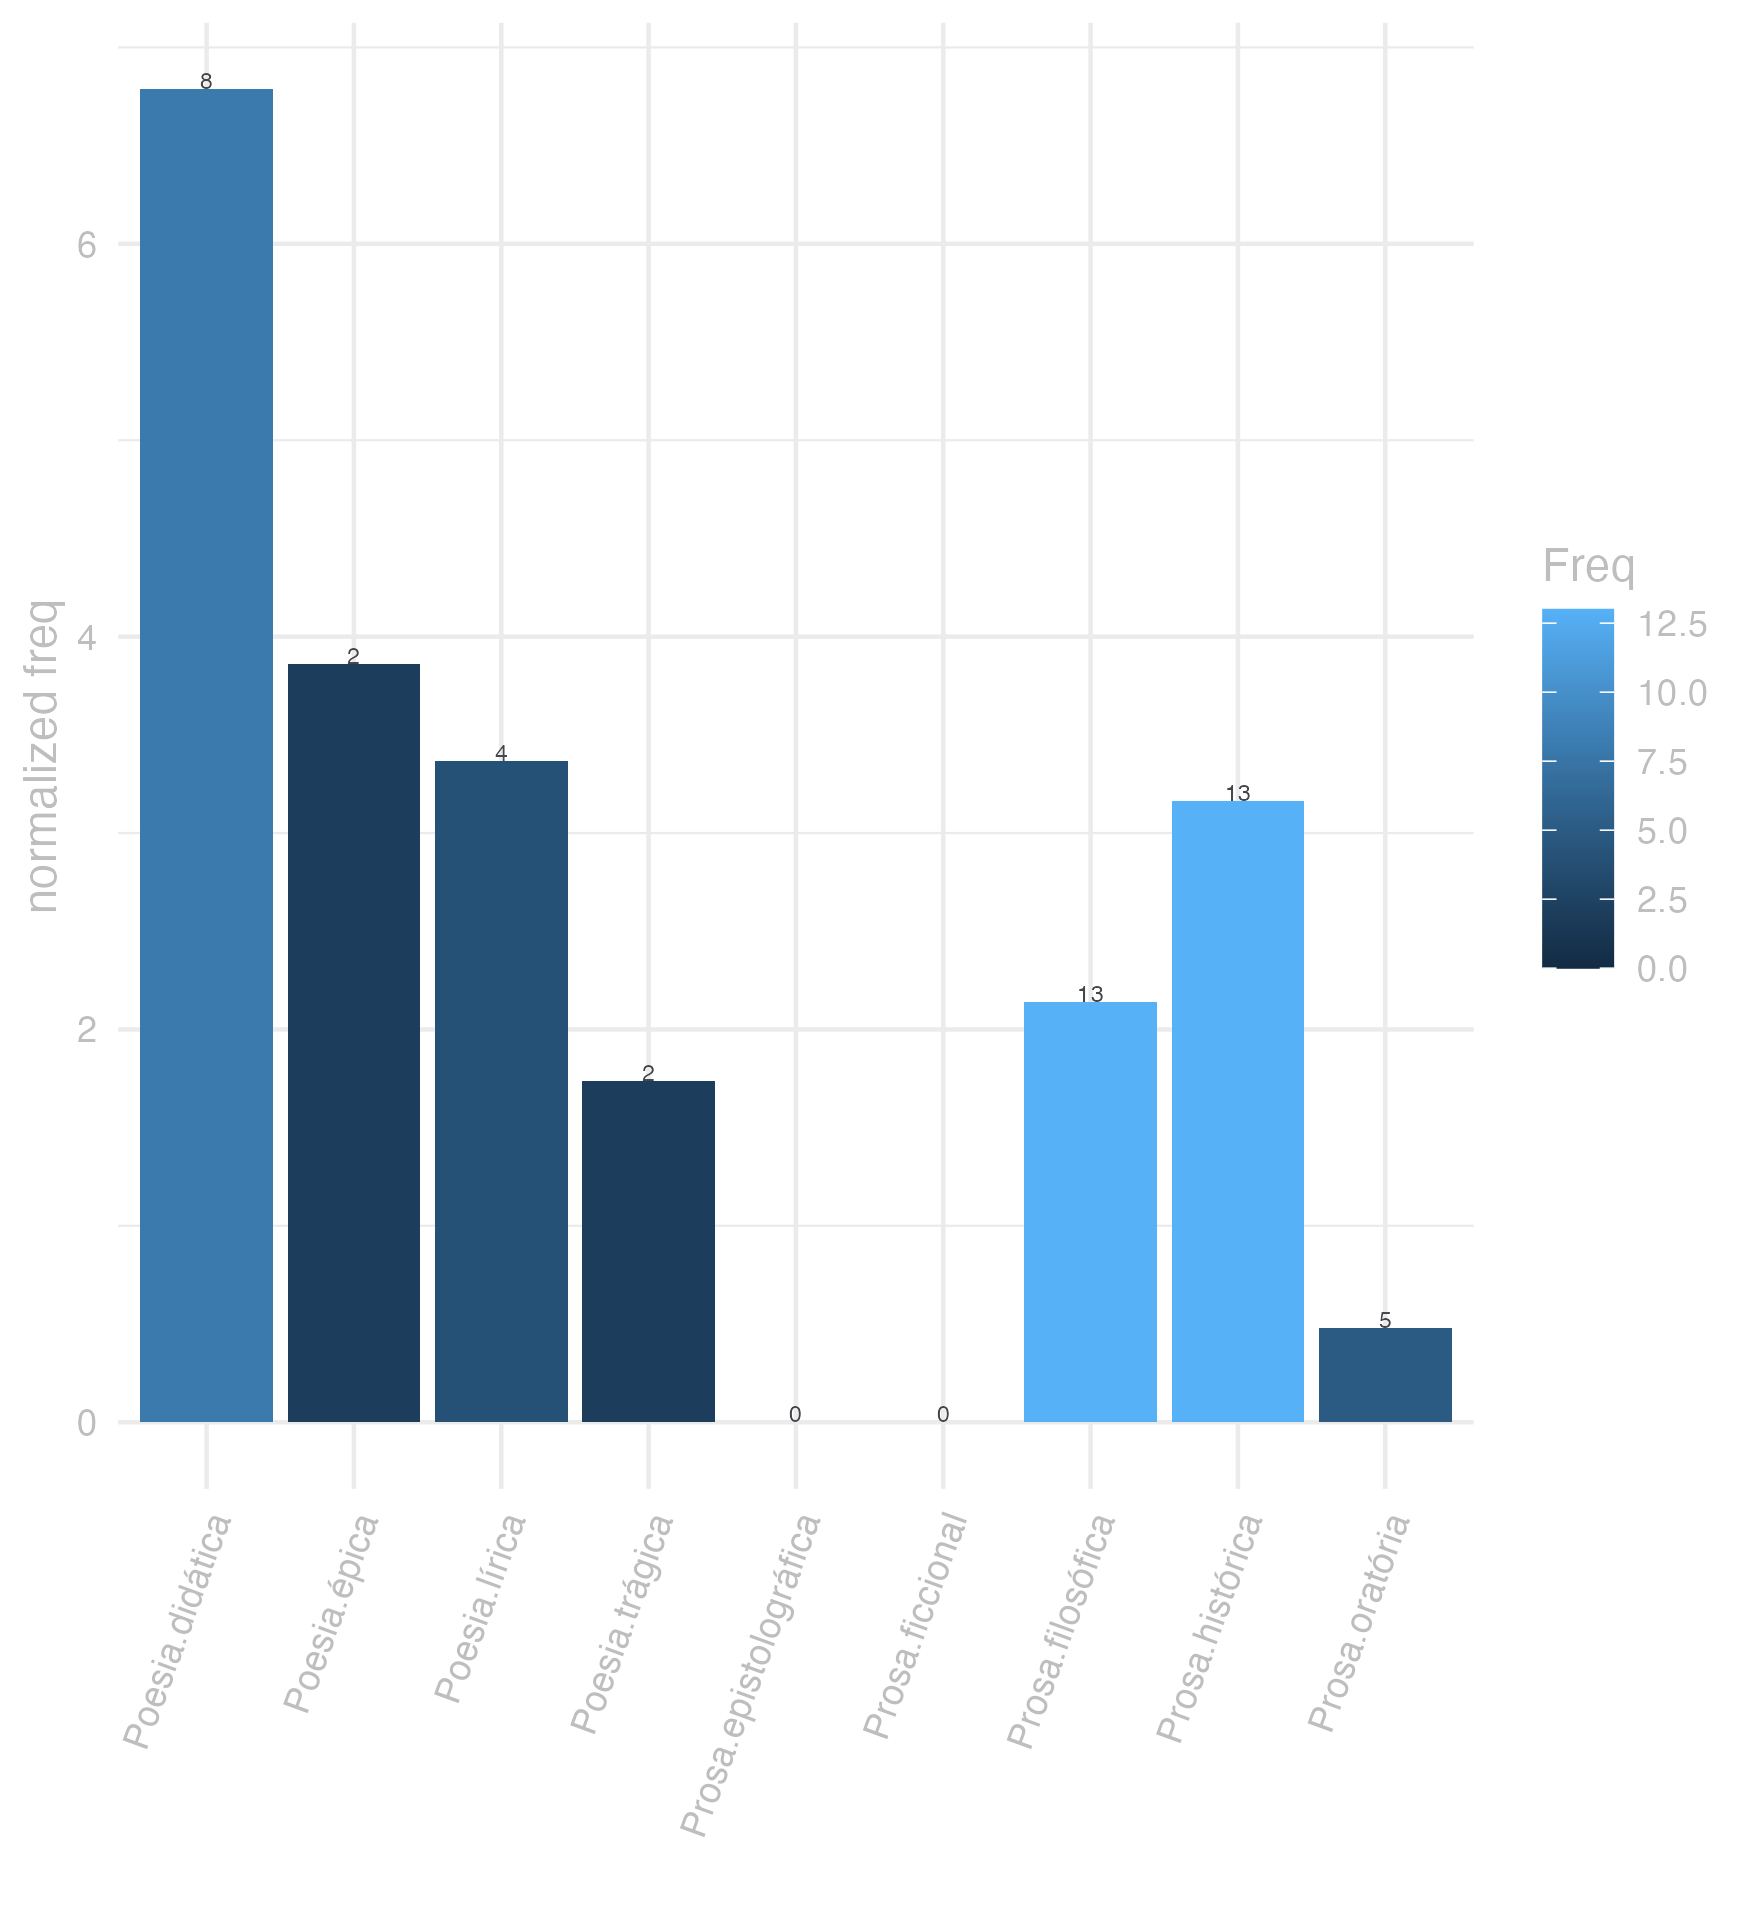 8
2
4
2
0
0
13
13
5
6
4
2
0
normalized freq
Poesia.didática
Poesia.épica
Poesia.lírica
Poesia.trágica
Prosa.epistolográfica
Prosa.ficcional
Prosa.filosófica
Prosa.histórica
Prosa.oratória
Freq
12.5
10.0
7.5
5.0
2.5
0.0